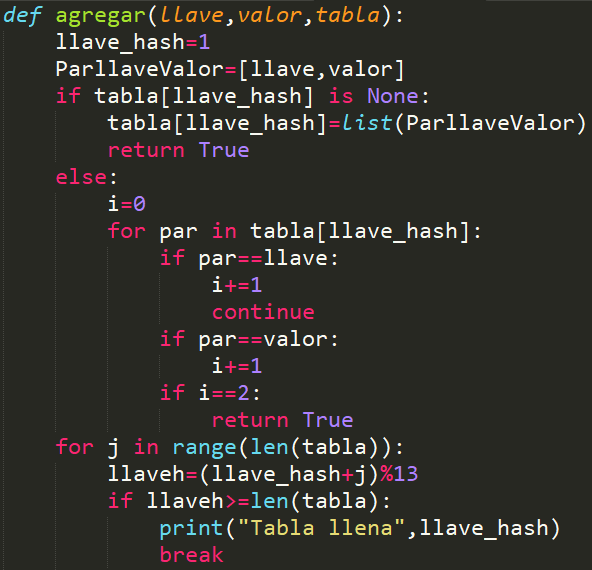 def agregar(llave,valor,tabla):
    llave_hash=1
    ParllaveValor=[llave,valor]
    if tabla[llave_hash] is None:
        tabla[llave_hash]=list(ParllaveValor)
        return True
    else:
        i=0
        for par in tabla[llave_hash]:
            if par==llave:
                i+=1
                continue
            if par==valor:
                i+=1
            if i==2:
                return True
    for j in range(len(tabla)):
        llaveh=(llave_hash+j)%13
        if llaveh>=len(tabla):
            print("Tabla llena",llave_hash)
            break